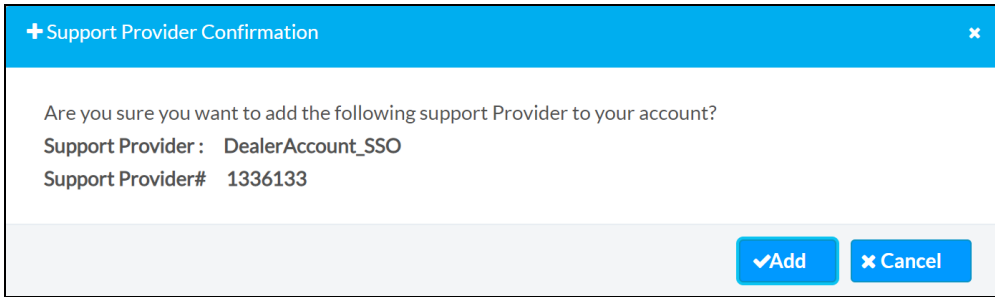 Support Provider Confirmation
Are you sure you want to add the following support Provider to your account?
Support Provider : DealerAccount_SSO
Support Provider# 1336133
Add
Cancel